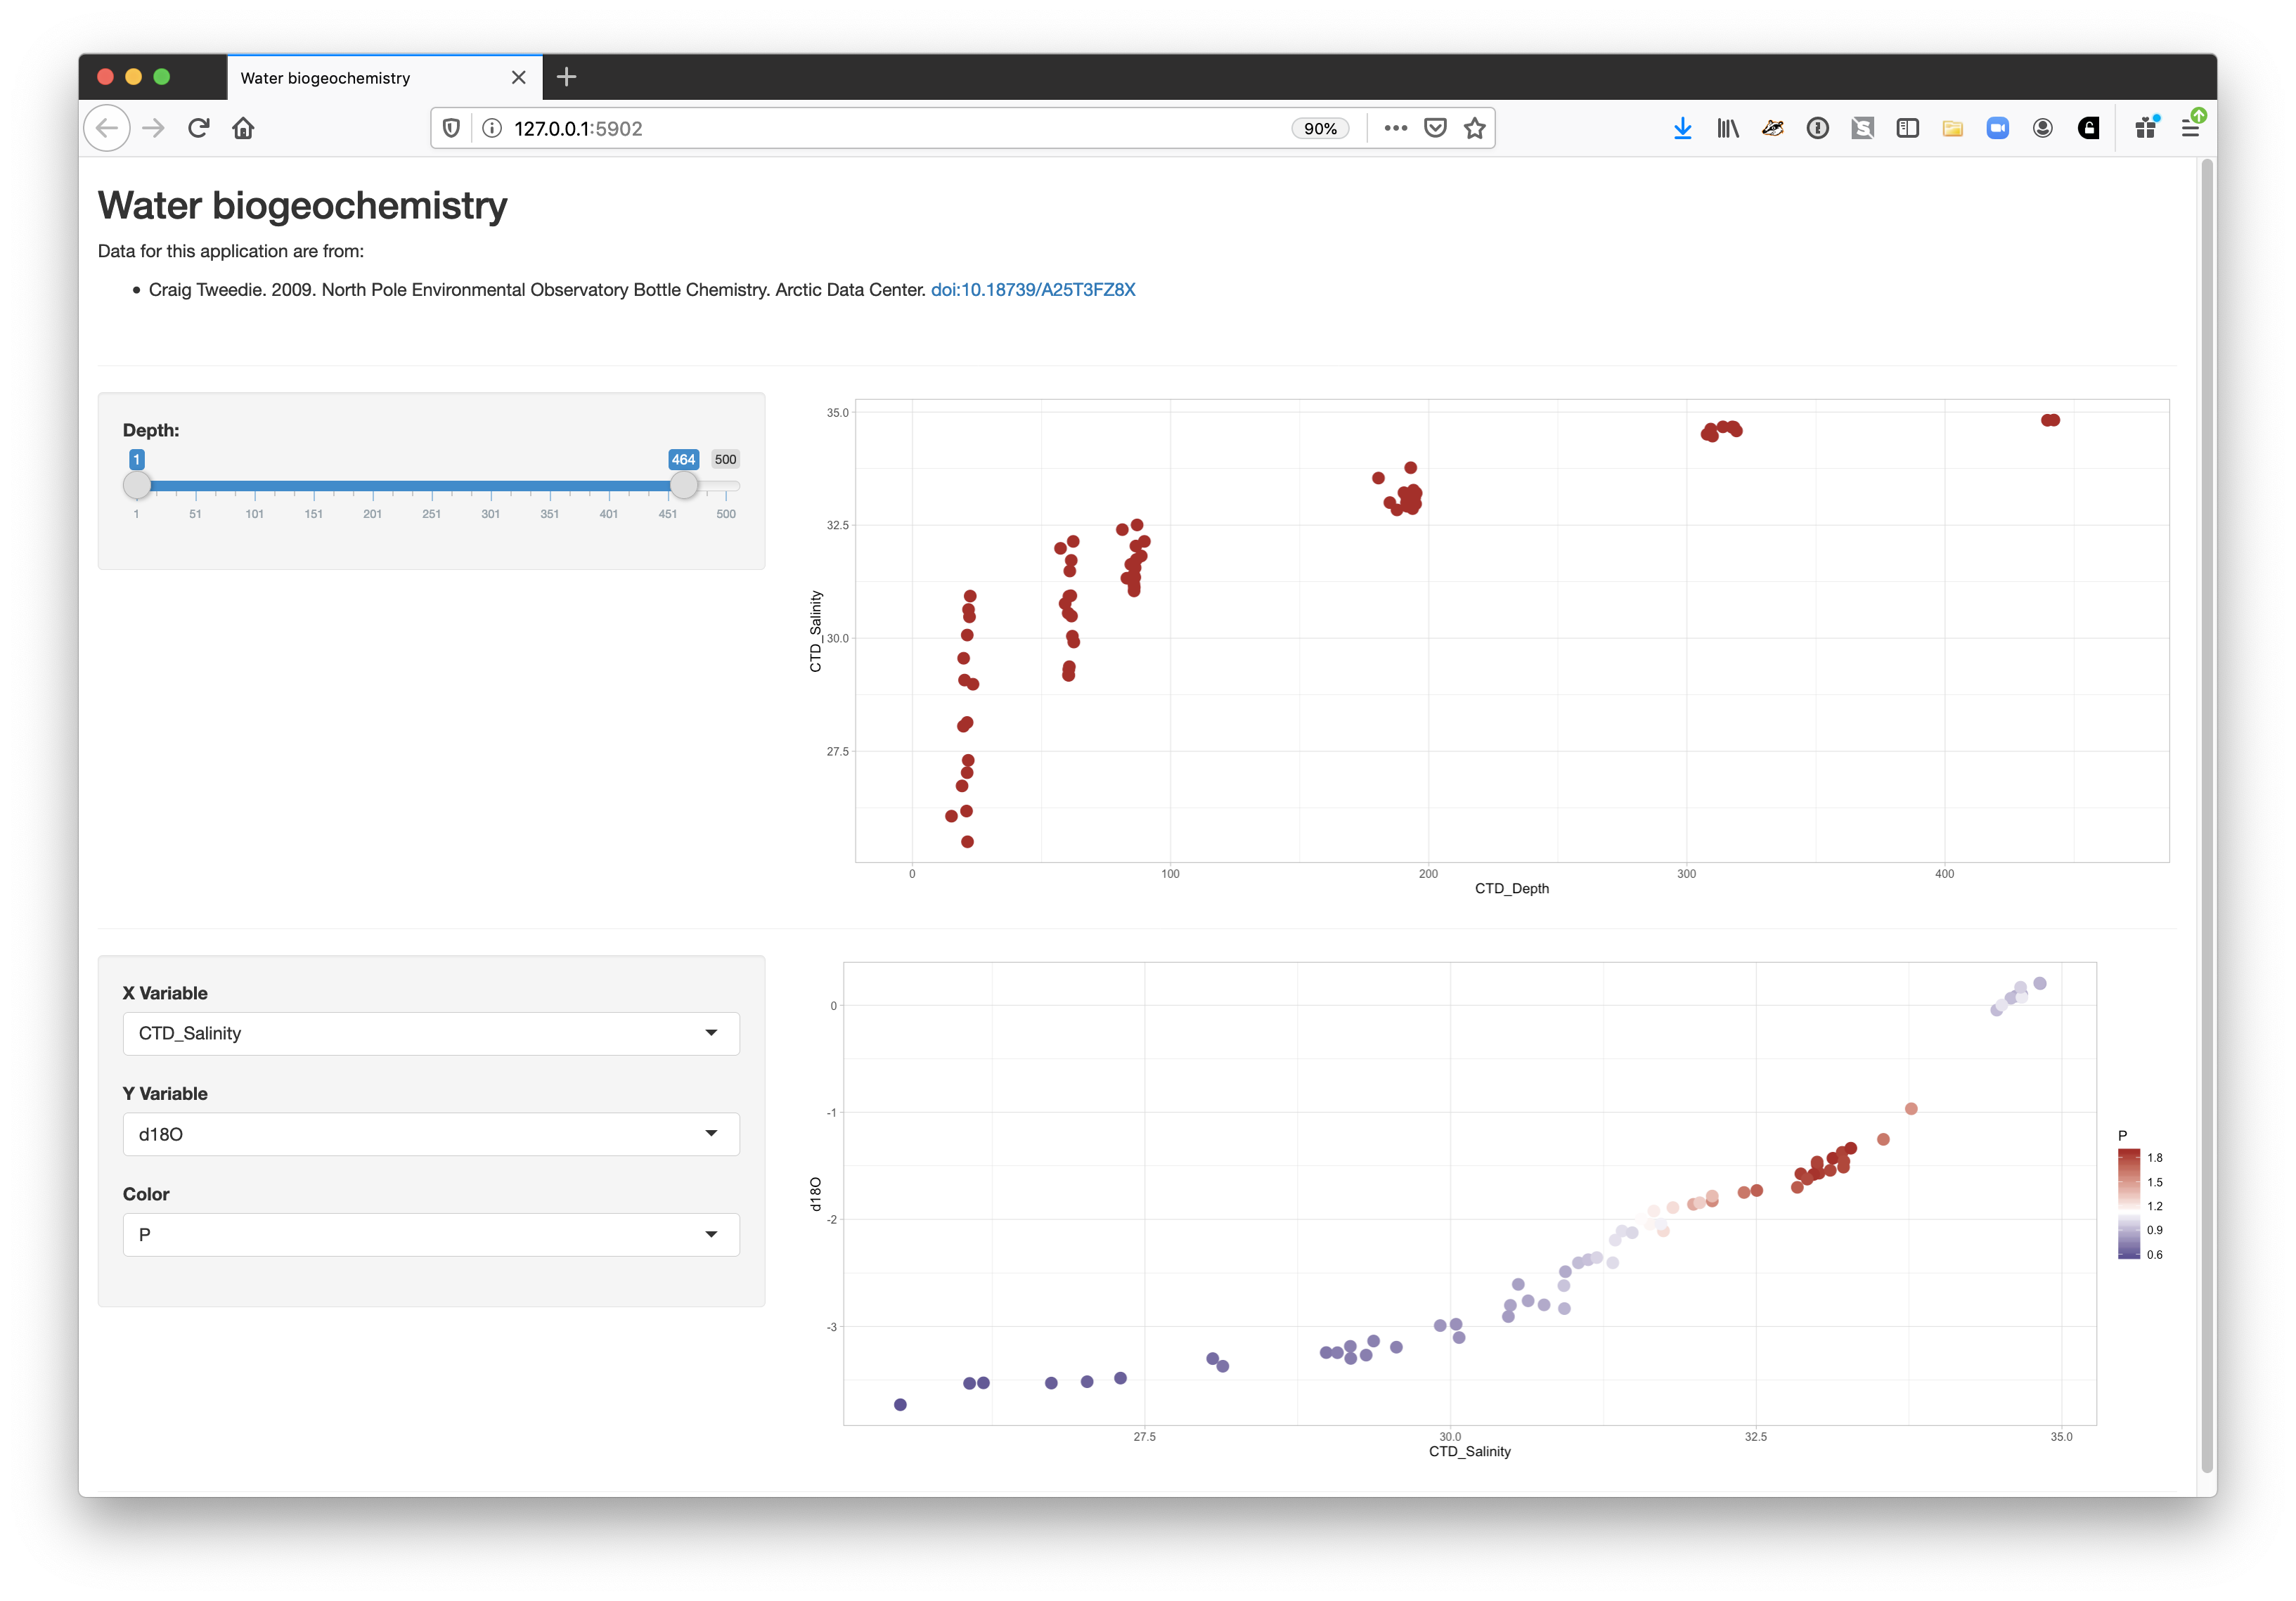 Water biogeochemistry
127.0.0.1:5902
90%
Water biogeochemistry
Data for this application are from:
Craig Tweedie. 2009. North Pole Environmental Observatory Bottle Chemistry. Arctic Data Center. doi:10.18739/A25T3FZ8X
Depth:
1 464 500
1 51 101 151 201 251 301 351 401 451 500
35.0
32.5
30.0
27.5
CTD_Salinity
0 100 200 300 400
CTD_Depth
X Variable
CTD_Salinity
Y Variable
d18O
Color
P
0
-1
-2
-3
d18O
27.5 30.0 32.5 35.0
CTD_Salinity
P
1.8
1.5
1.2
0.9
0.6